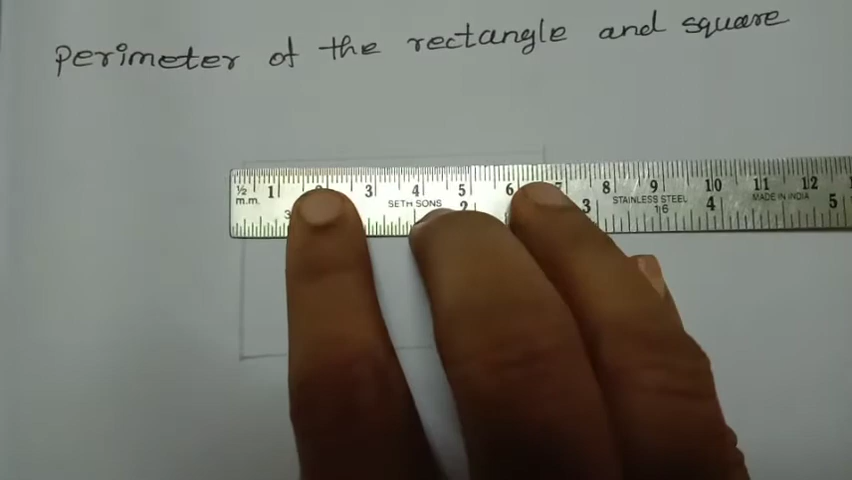 perimeter of the rectangle and square
½ 1 3 4 5 6 7 8 9 10 11 12
m.m. SETH SONS STAINLESS STEEL MADE IN INDIA
2 3 1/6 4 5